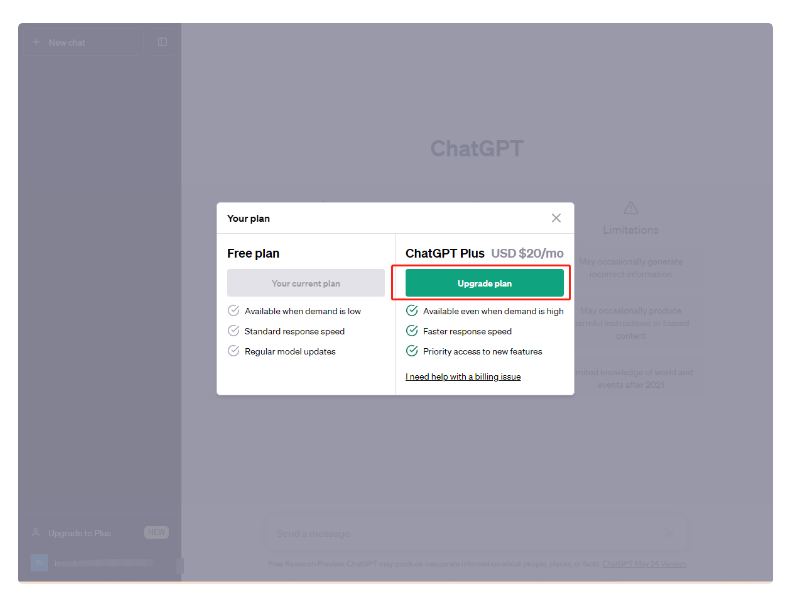 New chat
ChatGPT
Limitations
May occasionally generate
incorrect information
May occasionally produce
harmful instructions or biased
content
Limited knowledge of world and
events after 2021
Your plan
Free plan
Your current plan
Available when demand is low
Standard response speed
Regular model updates
ChatGPT Plus USD $20/mo
Upgrade plan
Available even when demand is high
Faster response speed
Priority access to new features
I need help with a billing issue
Upgrade to Plus NEW
Send a message
Free Research Preview. ChatGPT may produce inaccurate information about people, places, or facts. ChatGPT May 24 Version